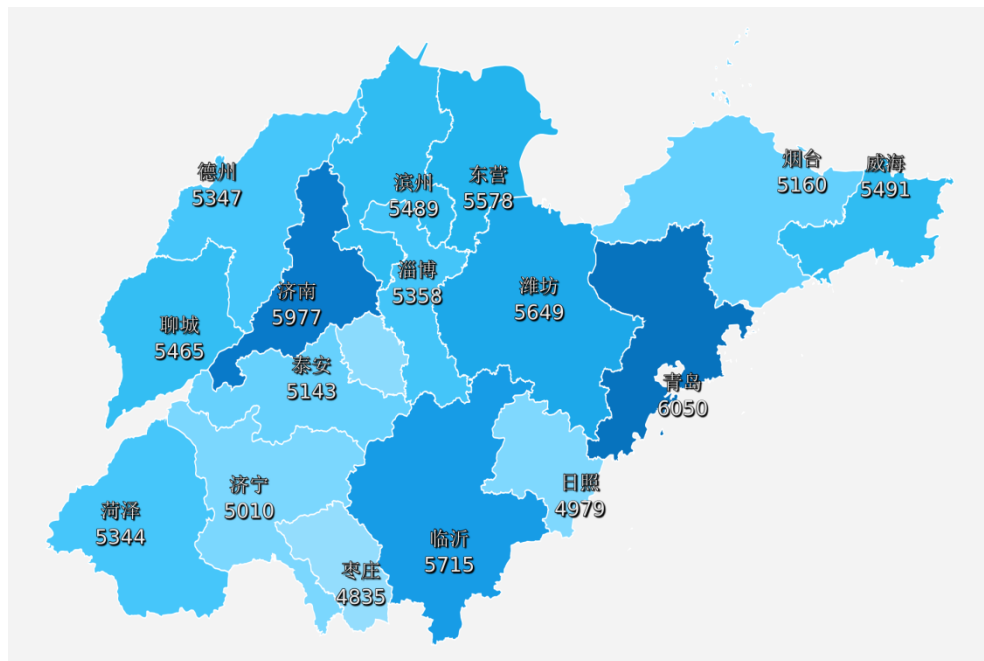 烟台
5160
威海
5491
德州
5347
滨州
5489
东营
5578
淄博
5358
潍坊
5649
济南
5977
聊城
5465
泰安
5143
青岛
6050
济宁
5010
日照
4979
菏泽
5344
临沂
5715
枣庄
4835